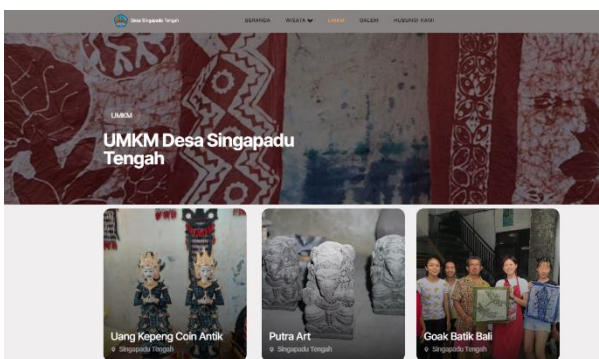 Desa Singapadu Tengah
BERANDA WISATA UMKM GALERI HUBUNGI KAMI
UMKM
UMKM Desa Singapadu
Tengah
Uang Kepeng Coin Antik
Singapadu Tengah
Putra Art
Singapadu Tengah
Goak Batik Bali
Singapadu Tengah